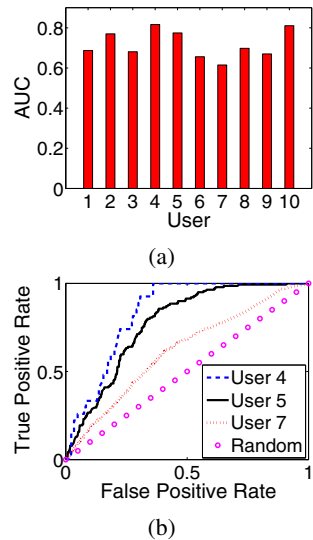 0.8
0.6
0.4
0.2
0
AUC
1 2 3 4 5 6 7 8 9 10
User
(a)
1
0.5
0
True Positive Rate
User 4
User 5
User 7
Random
0 0.5 1
False Positive Rate
(b)